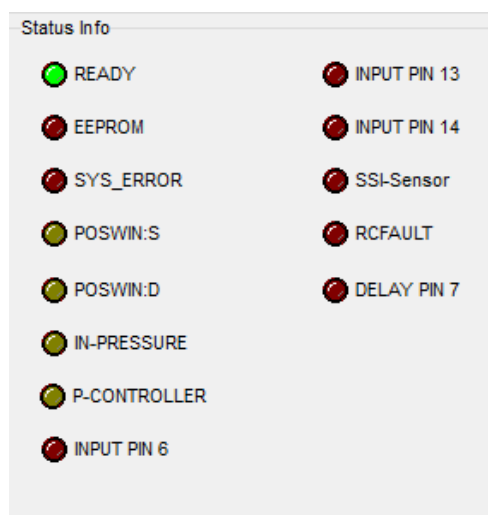 Status Info
READY
EEPROM
SYS_ERROR
POSWIN:S
POSWIN:D
IN-PRESSURE
P-CONTROLLER
INPUT PIN 6
INPUT PIN 13
INPUT PIN 14
SSI-Sensor
RCFAULT
DELAY PIN 7